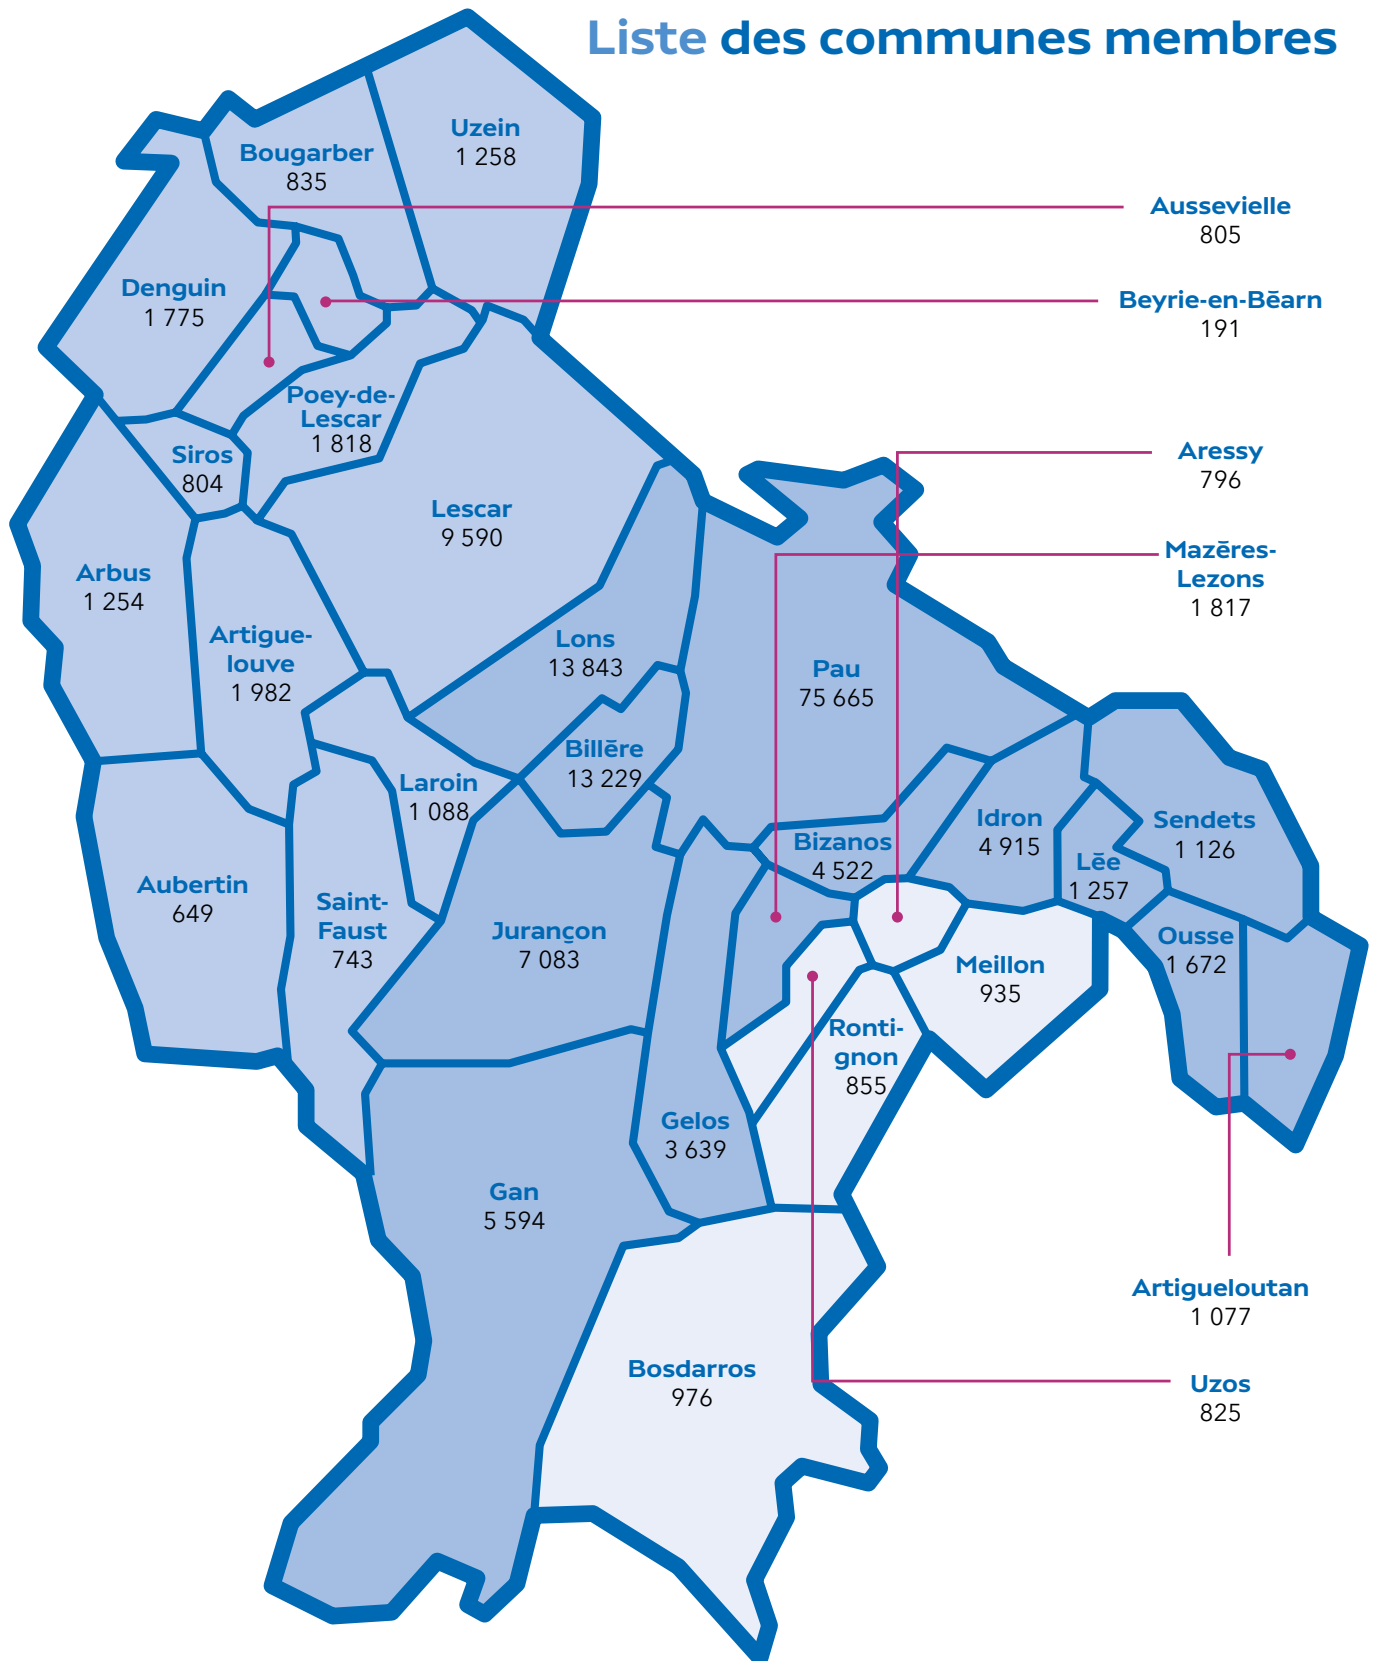 Liste des communes membres
Uzein
1 258
Bougarber
835
Aussevielle
805
Denguin
1 775
Beyrie-en-Bēarn
191
Poey-de-
Lescar
1 818
Siros
804
Aressy
796
Lescar
9 590
Mazēres-
Lezons
1 817
Arbus
1 254
Artigue-
louve
1 982
Lons
13 843
Pau
75 665
Billēre
13 229
Laroin
1 088
Idron
4 915
Sendets
1 126
Bizanos
4 522
Lēe
1 257
Aubertin
649
Saint-
Faust
743
Jurançon
7 083
Ousse
1 672
Meillon
935
Ronti-
gnon
855
Gelos
3 639
Gan
5 594
Artigueloutan
1 077
Bosdarros
976
Uzos
825